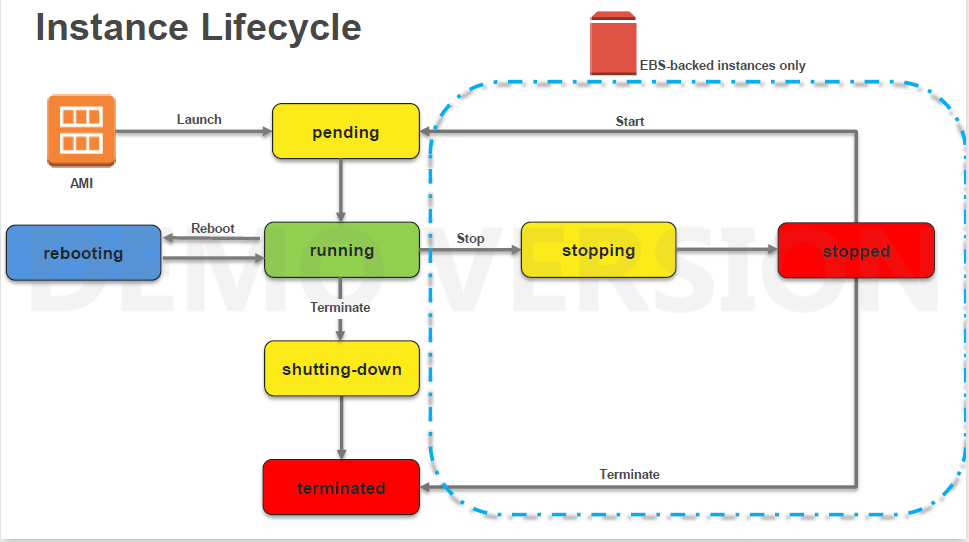 Instance Lifecycle
EBS-backed instances only
Launch
pending
Start
AMI
Reboot
rebooting
running
Stop
stopping
stopped
DEMO VERSION
Terminate
shutting-down
Terminate
terminated